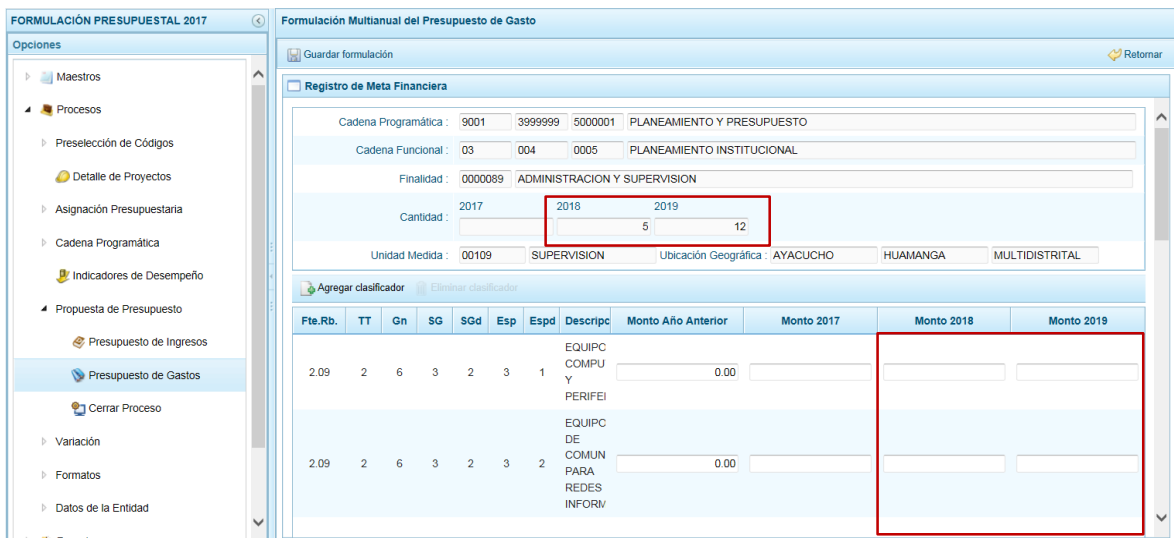 FORMULACIÓN PRESUPUESTAL 2017
Opciones
Maestros
Procesos
Preselección de Códigos
Detalle de Proyectos
Asignación Presupuestaria
Cadena Programática
Indicadores de Desempeño
Propuesta de Presupuesto
Presupuesto de Ingresos
Presupuesto de Gastos
Cerrar Proceso
Variación
Formatos
Datos de la Entidad
Formulación Multianual del Presupuesto de Gasto
Guardar formulación Retornar
Registro de Meta Financiera
Cadena Programática : 9001 3999999 5000001 PLANEAMIENTO Y PRESUPUESTO
Cadena Funcional : 03 004 0005 PLANEAMIENTO INSTITUCIONAL
Finalidad : 0000089 ADMINISTRACION Y SUPERVISION
2017 2018 2019
Cantidad : 5 12
Unidad Medida : 00109 SUPERVISION Ubicación Geográfica : AYACUCHO HUAMANGA MULTIDISTRITAL
Agregar clasificador Eliminar clasificador
Fte.Rb. TT Gn SG SGd Esp Espd Descripc Monto Año Anterior Monto 2017 Monto 2018 Monto 2019
EQUIPC
COMPU
2.09 2 6 3 2 3 1 Y 0.00
PERIFEI
EQUIPC
DE
COMUN
2.09 2 6 3 2 3 2 PARA 0.00
REDES
INFORM